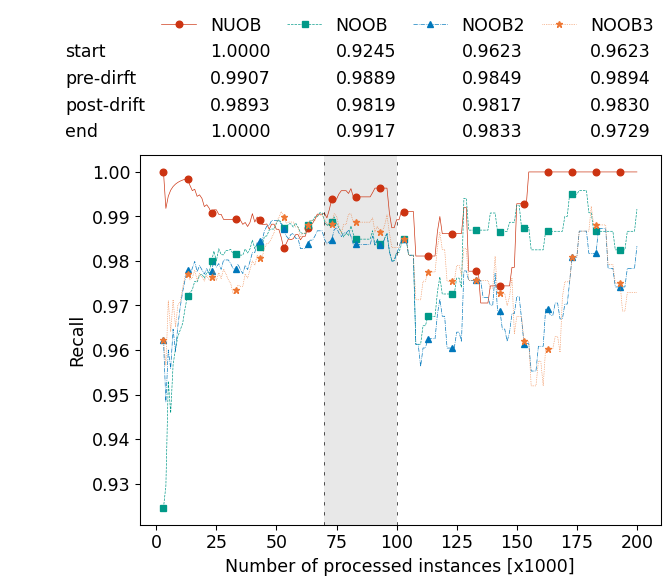 NUOB NOOB NOOB2 NOOB3
start 1.0000 0.9245 0.9623 0.9623
pre-dirft 0.9907 0.9889 0.9849 0.9894
post-drift 0.9893 0.9819 0.9817 0.9830
end 1.0000 0.9917 0.9833 0.9729
1.00
0.99
0.98
0.97
0.96
0.95
0.94
0.93
Recall
0 25 50 75 100 125 150 175 200
Number of processed instances [x1000]